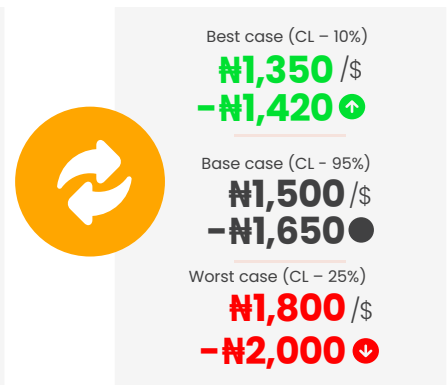 Best case (CL – 10%)
₦1,350 /$
–₦1,420
Base case (CL - 95%)
₦1,500 /$
–₦1,650
Worst case (CL – 25%)
₦1,800 /$
–₦2,000